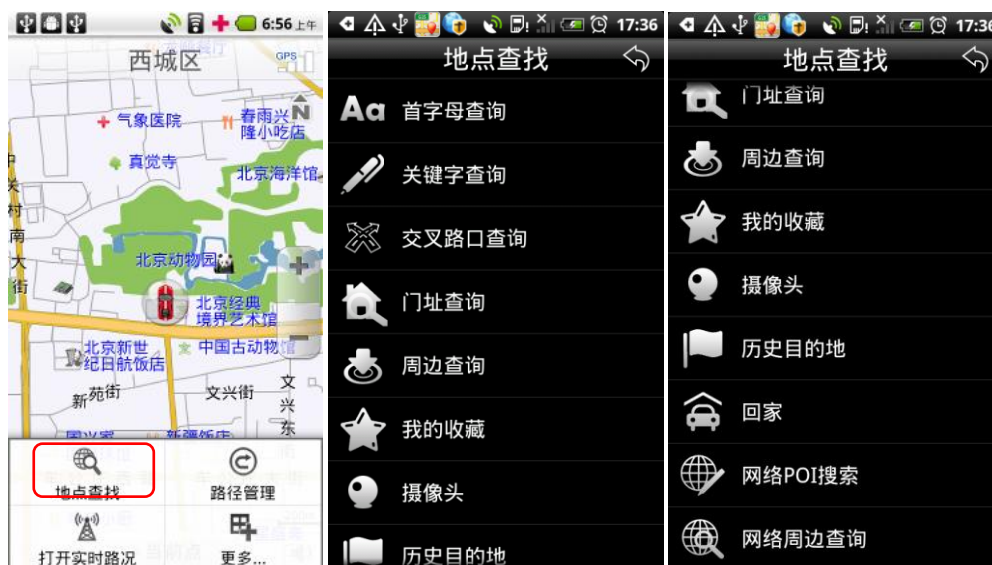 6:56 上午
西城区
GPS
N
气象医院
春雨兴
隆小吃店
真觉寺
北京海洋馆
关
村
南
大
街
北京动物园
北京经典
境界艺术馆
北京新世
纪日航饭店
中国古动物馆
新苑街
文兴街
文
兴
东
地点查找
路径管理
打开实时路况
更多...
17:36
地点查找
Aa 首字母查询
关键字查询
交叉路口查询
门址查询
周边查询
我的收藏
摄像头
历史目的地
17:36
地点查找
门址查询
周边查询
我的收藏
摄像头
历史目的地
回家
网络POI搜索
网络周边查询